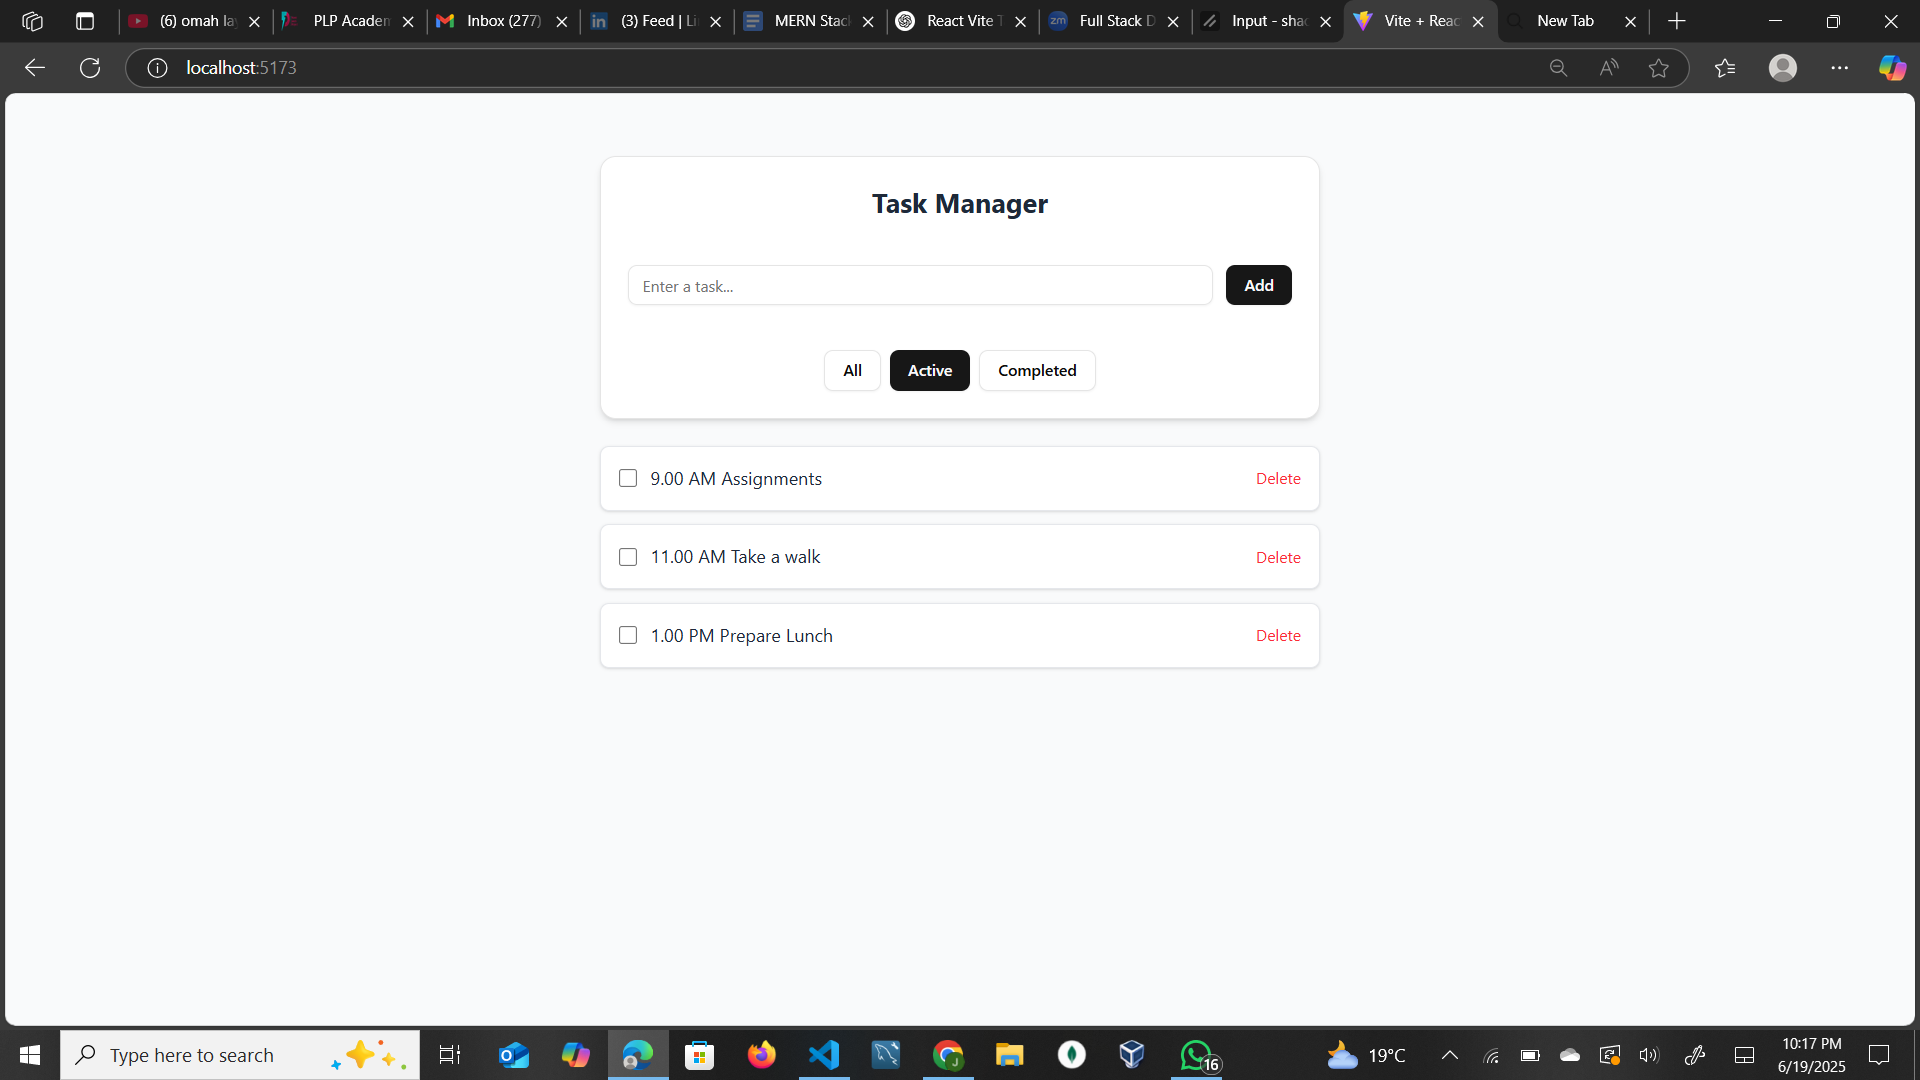 (6) omah la
PLP Academ
Inbox (277)
(3) Feed | Li
MERN Stac
React Vite T
zm Full Stack D
Input - shad
Vite + Reac
New Tab
localhost:5173
Task Manager
Enter a task...
Add
All
Active
Completed
9.00 AM Assignments
Delete
11.00 AM Take a walk
Delete
1.00 PM Prepare Lunch
Delete
Type here to search
16
19°C
10:17 PM
6/19/2025